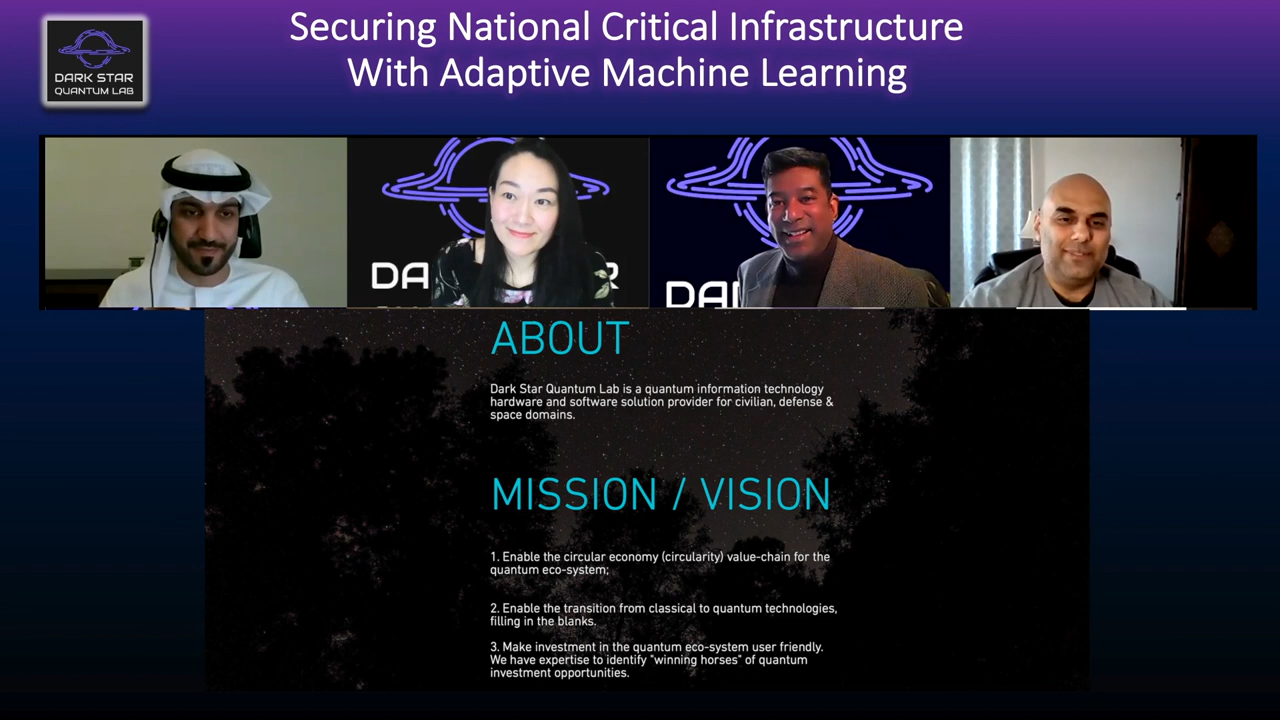 Securing National Critical Infrastructure
With Adaptive Machine Learning
DARK STAR
QUANTUM LAB
DA
R
DA
ABOUT
Dark Star Quantum Lab is a quantum information technology
hardware and software solution provider for civilian, defense &
space domains.
MISSION / VISION
1. Enable the circular economy (circularity) value-chain for the
quantum eco-system;
2. Enable the transition from classical to quantum technologies,
filling in the blanks.
3. Make investment in the quantum eco-system user friendly.
We have expertise to identify "winning horses" of quantum
investment opportunities.